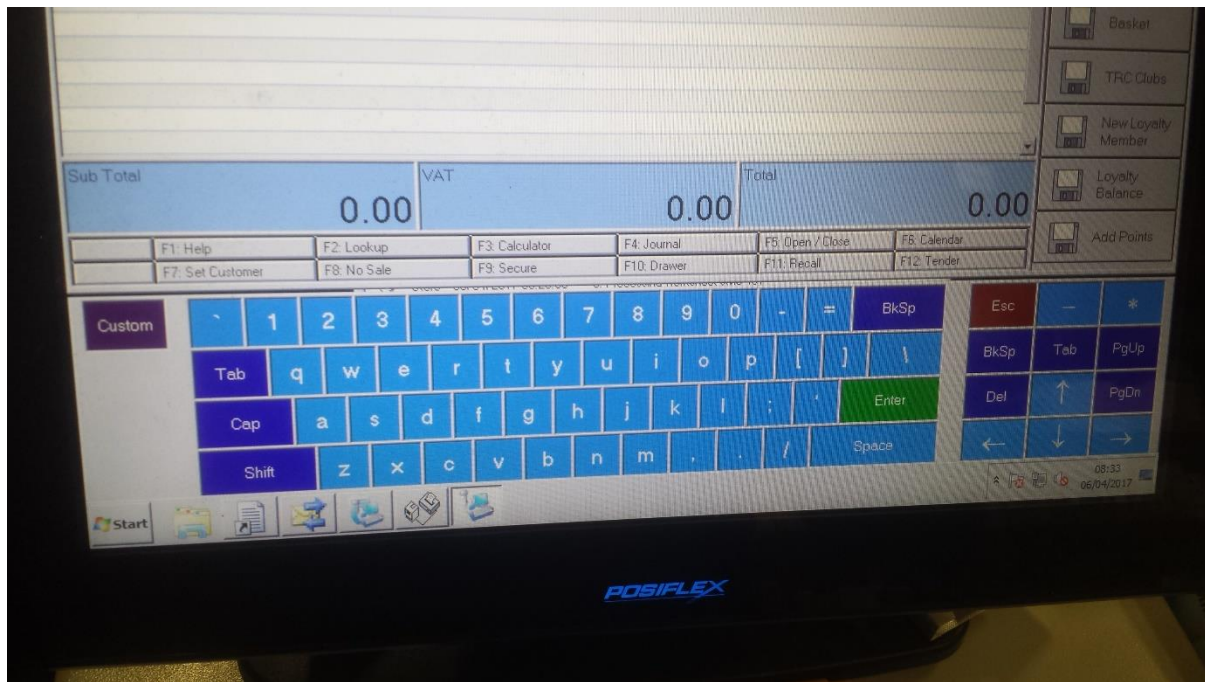 Basket
TRC Clubs
New Loyalty
Member
Sub Total VAT Total Loyalty
0.00 0.00 0.00 Balance
F1: Help F2: Lookup F3: Calculator F4: Journal F5: Open / Close F6: Calendar Add Points
F7: Set Customer F8: No Sale F9: Secure F10: Drawer F11: Recall F12: Tender
Custom ` 1 2 3 4 5 6 7 8 9 0 - = BkSp Esc _ *
Tab q w e r t y u i o p [ ] \ BkSp Tab PgUp
Cap a s d f g h j k l ; ' Enter Del ↑ PgDn
Shift z x c v b n m , . / Space ← ↓ →
08:33
Start 06/04/2017
POSIFLEX